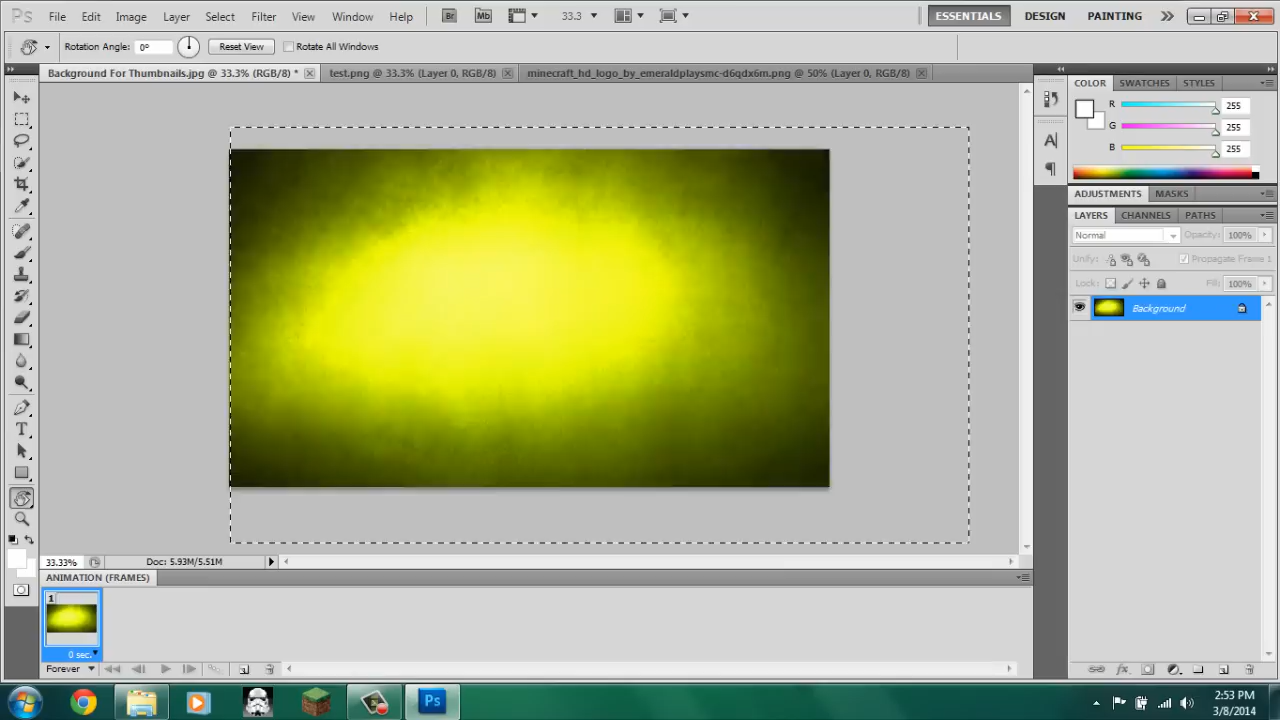 Ps File Edit Image Layer Select Filter View Window Help Br Mb 33.3 ESSENTIALS DESIGN PAINTING
Rotation Angle: 0° Reset View Rotate All Windows
Background For Thumbnails.jpg @ 33.3% (RGB/8) * test.png @ 33.3% (Layer 0, RGB/8) minecraft_hd_logo_by_emeraldplaysmc-d6qdx6m.png @ 50% (Layer 0, RGB/8)
COLOR SWATCHES STYLES
R 255
G 255
B 255
ADJUSTMENTS MASKS
LAYERS CHANNELS PATHS
Normal Opacity: 100%
Unify: Propagate Frame 1
Lock: Fill: 100%
Background
33.33% Doc: 5.93M/5.51M
ANIMATION (FRAMES)
1
0 sec.
Forever
Ps
2:53 PM
3/8/2014